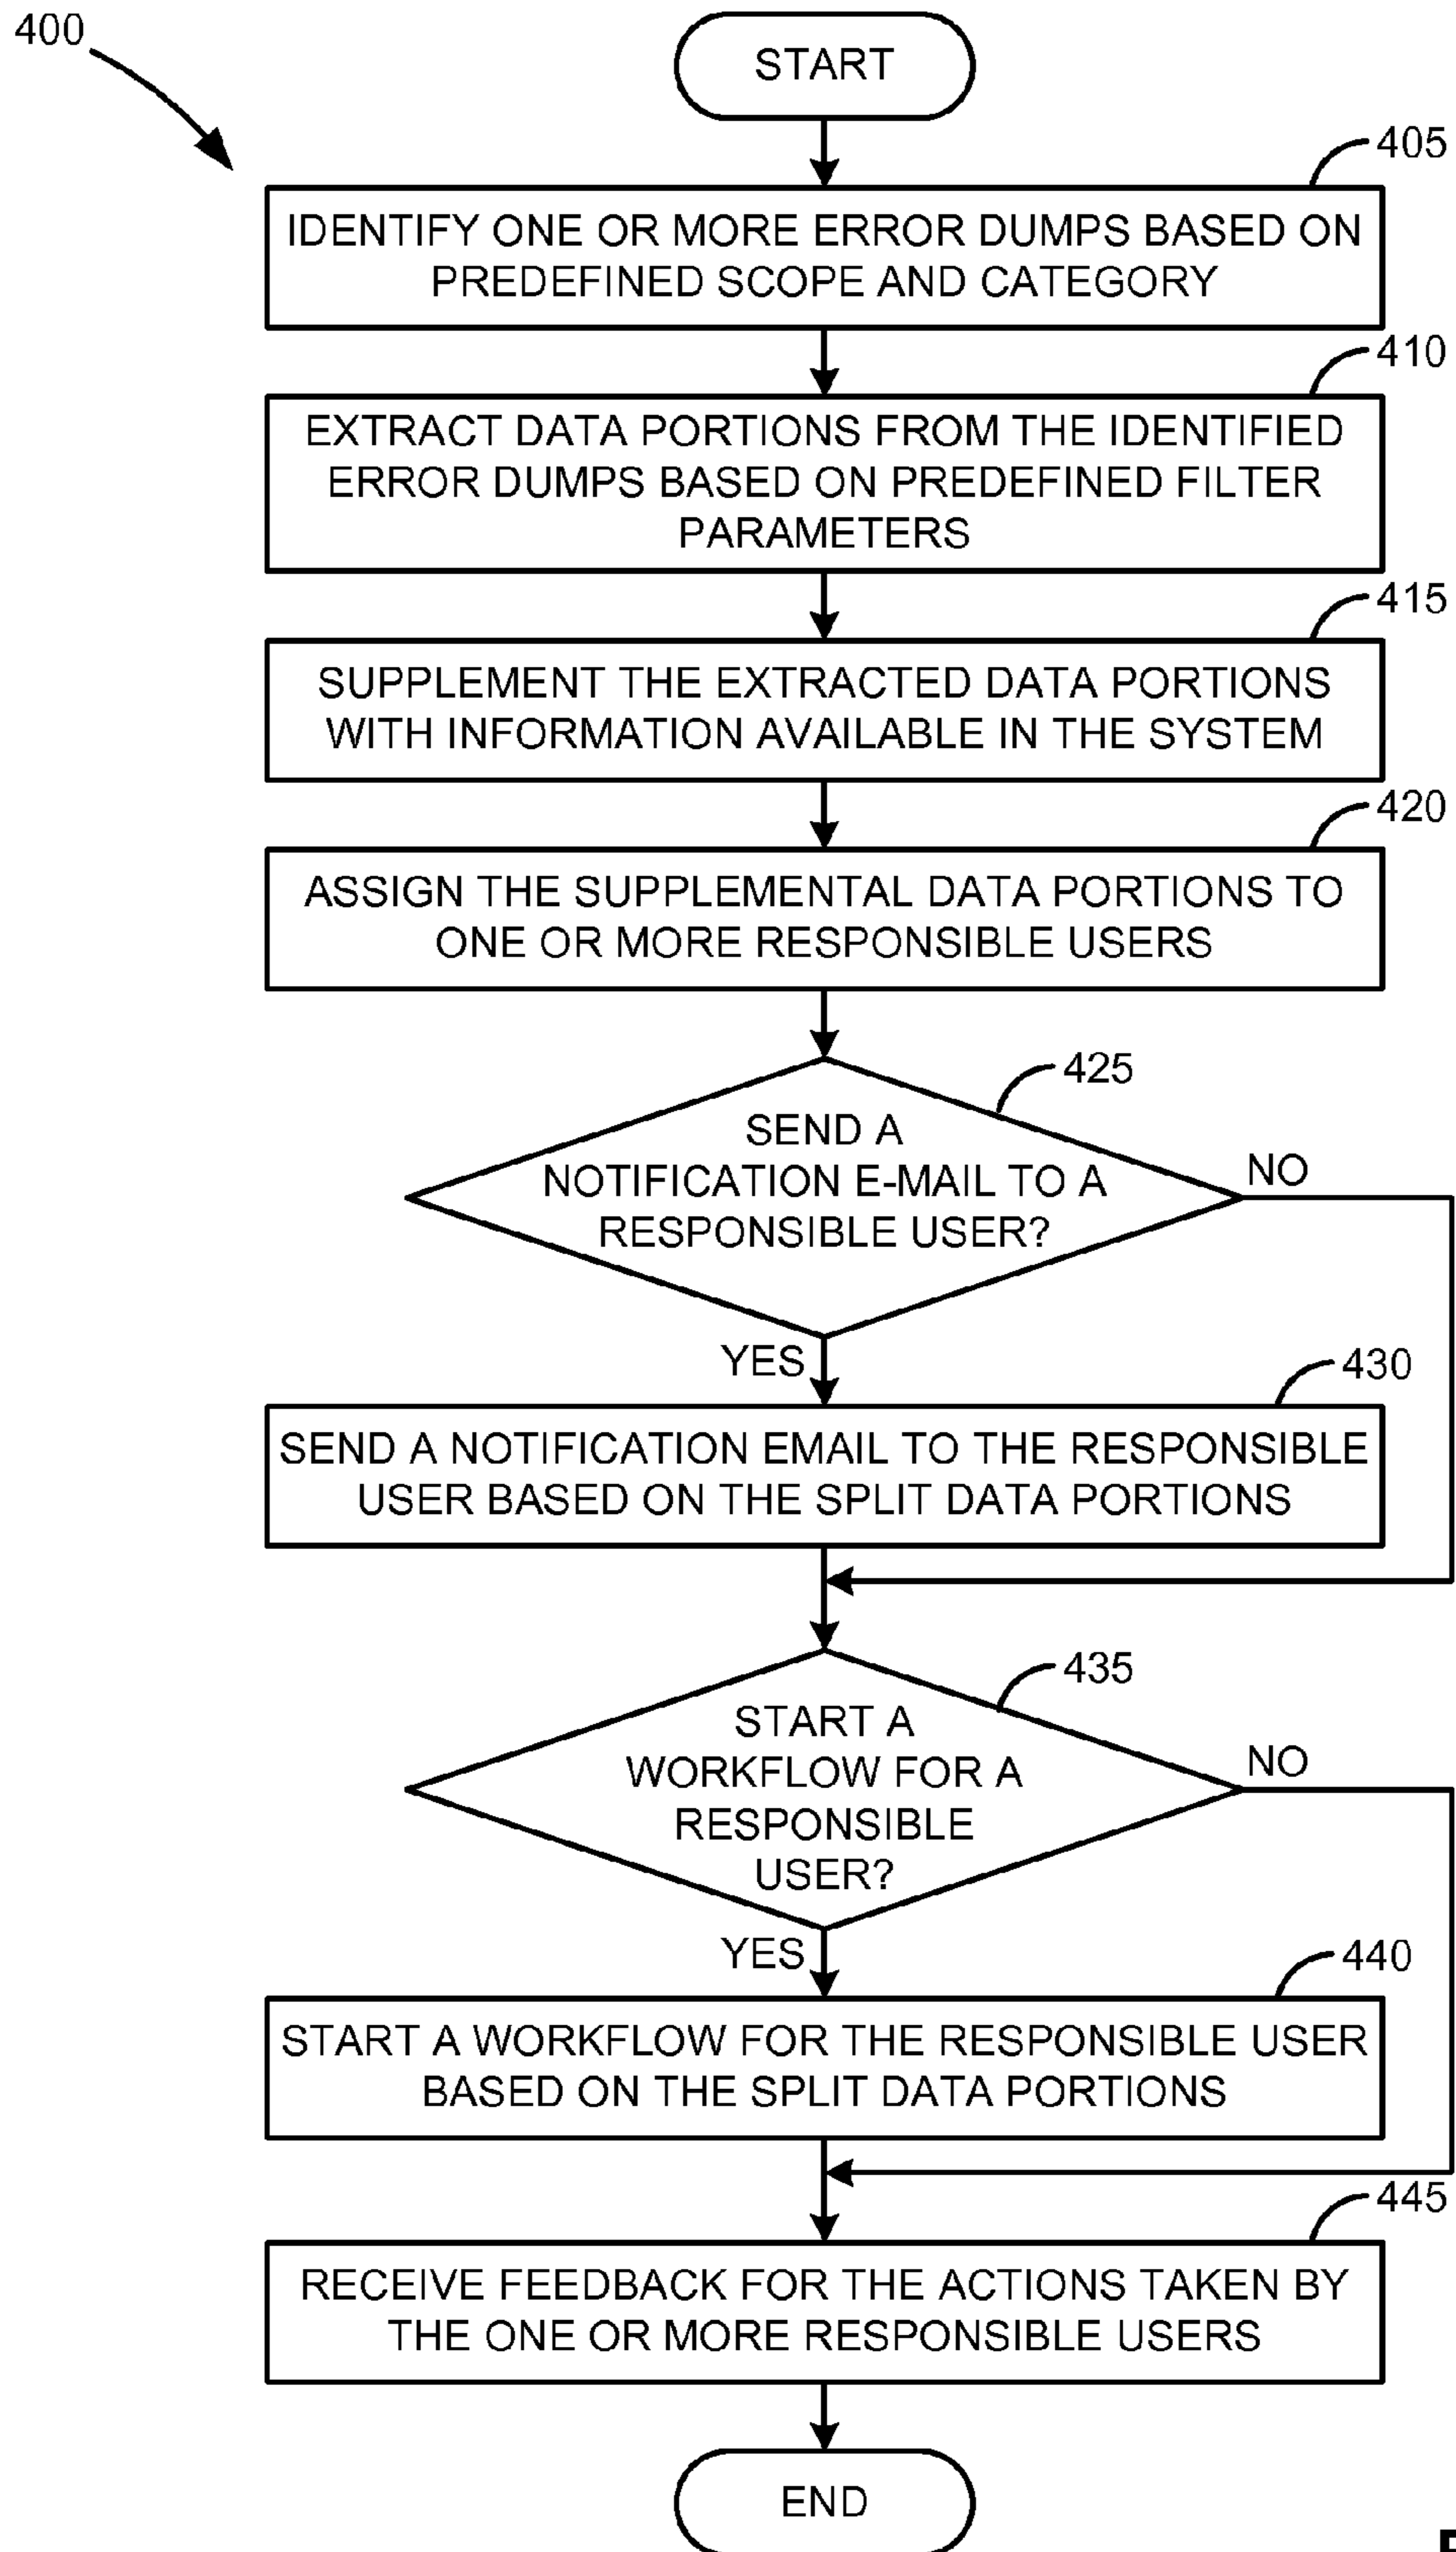 400
START
405
IDENTIFY ONE OR MORE ERROR DUMPS BASED ON
PREDEFINED SCOPE AND CATEGORY
410
EXTRACT DATA PORTIONS FROM THE IDENTIFIED
ERROR DUMPS BASED ON PREDEFINED FILTER
PARAMETERS
415
SUPPLEMENT THE EXTRACTED DATA PORTIONS
WITH INFORMATION AVAILABLE IN THE SYSTEM
420
ASSIGN THE SUPPLEMENTAL DATA PORTIONS TO
ONE OR MORE RESPONSIBLE USERS
425
SEND A
NOTIFICATION E-MAIL TO A
RESPONSIBLE USER?
NO
YES
430
SEND A NOTIFICATION EMAIL TO THE RESPONSIBLE
USER BASED ON THE SPLIT DATA PORTIONS
435
START A
WORKFLOW FOR A
RESPONSIBLE
USER?
NO
YES
440
START A WORKFLOW FOR THE RESPONSIBLE USER
BASED ON THE SPLIT DATA PORTIONS
445
RECEIVE FEEDBACK FOR THE ACTIONS TAKEN BY
THE ONE OR MORE RESPONSIBLE USERS
END